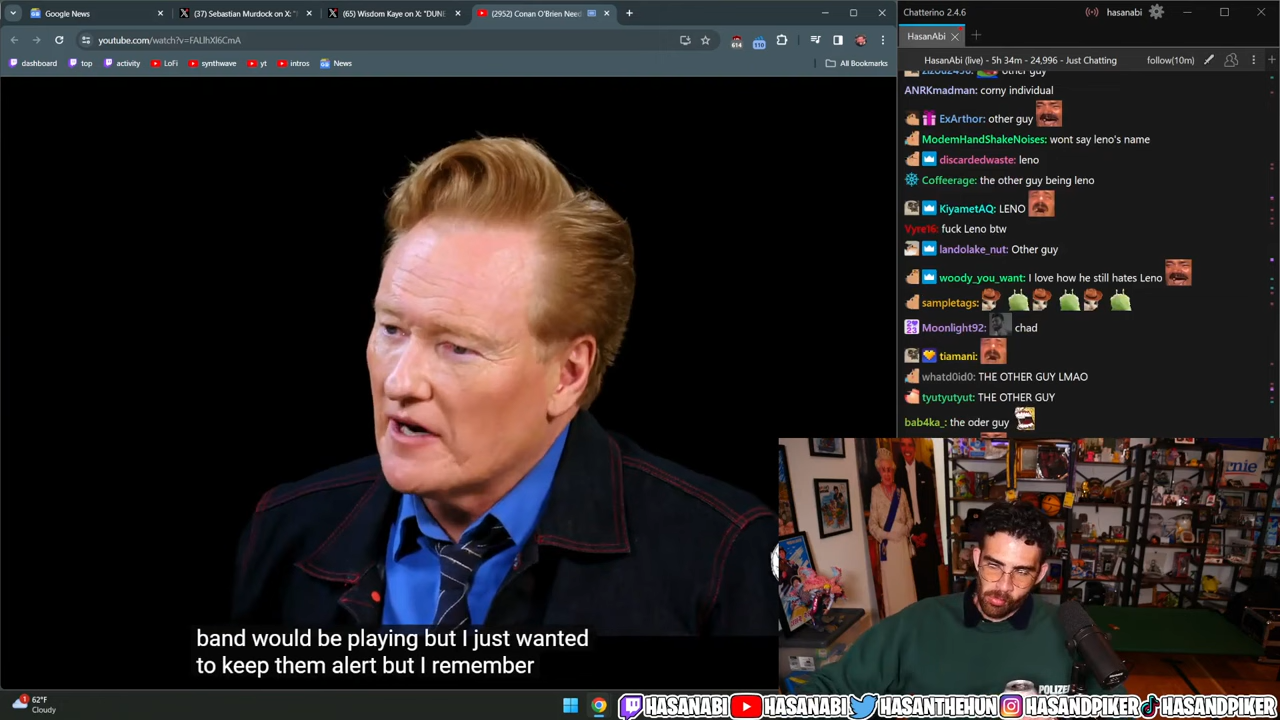 Google News
(37) Sebastian Murdock on X: "
(65) Wisdom Kaye on X: "DUNE
(2952) Conan O'Brien Need
Chatterino 2.4.6
hasanabi
youtube.com/watch?v=FALlhXl6CmA
614
110
HasanAbi
dashboard
top
activity
LoFi
synthwave
yt
intros
News
All Bookmarks
HasanAbi (live) - 5h 34m - 24,996 - Just Chatting
follow(10m)
other guy
ANRKmadman: corny individual
ExArthor: other guy
ModemHandShakeNoises: wont say leno's name
discardedwaste: leno
Coffeerage: the other guy being leno
KiyametAQ: LENO
Vyre16: fuck Leno btw
landolake_nut: Other guy
woody_you_want: I love how he still hates Leno
sampletags:
Moonlight92: chad
tiamani:
whatd0id0: THE OTHER GUY LMAO
tyutyutyut: THE OTHER GUY
bab4ka_: the oder guy
band would be playing but I just wanted
to keep them alert but I remember
62°F
Cloudy
POLIZEI
HASANABI
HASANABI
HASANTHEHUN
HASANDPIKER
HASANDPIKER